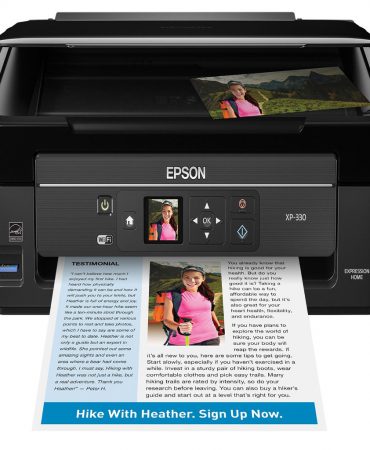 EPSON
XP-330
OK
WiFi
EXPRESSION
HOME
TESTIMONIAL
"I can't believe how much I
enjoyed my first hike. I had
heard how physically
demanding it can be and how it
will push you to your limits, but
Heather is full of energy and joy.
It made our one-hour hike seem
like a ten-minute stroll through
the park. We stopped at various
points to rest and take photos,
which I have to say are some of
my best to date. Heather is not
only a guide but an expert in
wildlife. She pointed out some
amazing sights and even an
area where a bear had come
through. I must say, Hiking With
Heather was not just a hike, but
a real adventure. Thank you
Heather!" — Peter H.
You already know that
hiking is good for your
health. But do you
really know just how
good it is? Taking a
hike can be a fun,
affordable way to
spend the day, but it's
also great for your
heart health, flexibility,
and endurance.
If you have plans to
explore the world of
hiking, you can be
sure your body will
reap the rewards. If
it's all new to you, here are some tips to get going.
Start slowly, especially if you haven't exercised in
a while. Invest in a sturdy pair of hiking boots, wear
comfortable clothes and pick easy trails. Many
hiking trails are rated by intensity, so do your
research before leaving. You can also buy a hiker's
guide and start out at a level that's right for you.
Hike With Heather. Sign Up Now.